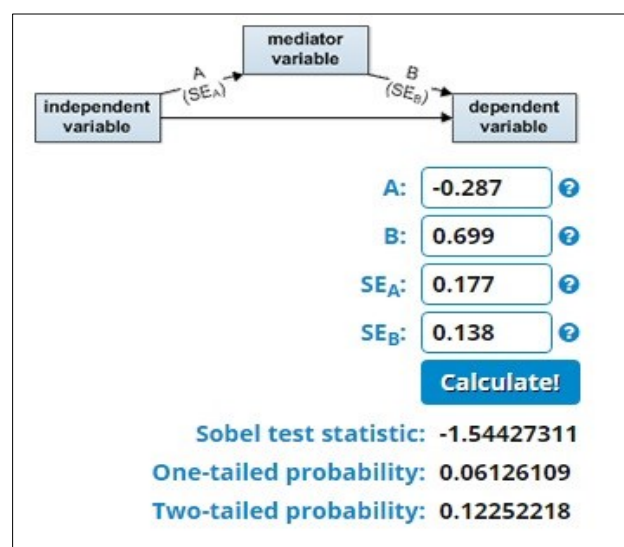 mediator
variable
A
(SEA)
B
(SEB)
independent
variable
dependent
variable
A: -0.287 ?
B: 0.699 ?
SEA: 0.177 ?
SEB: 0.138 ?
Calculate!
Sobel test statistic: -1.54427311
One-tailed probability: 0.06126109
Two-tailed probability: 0.12252218